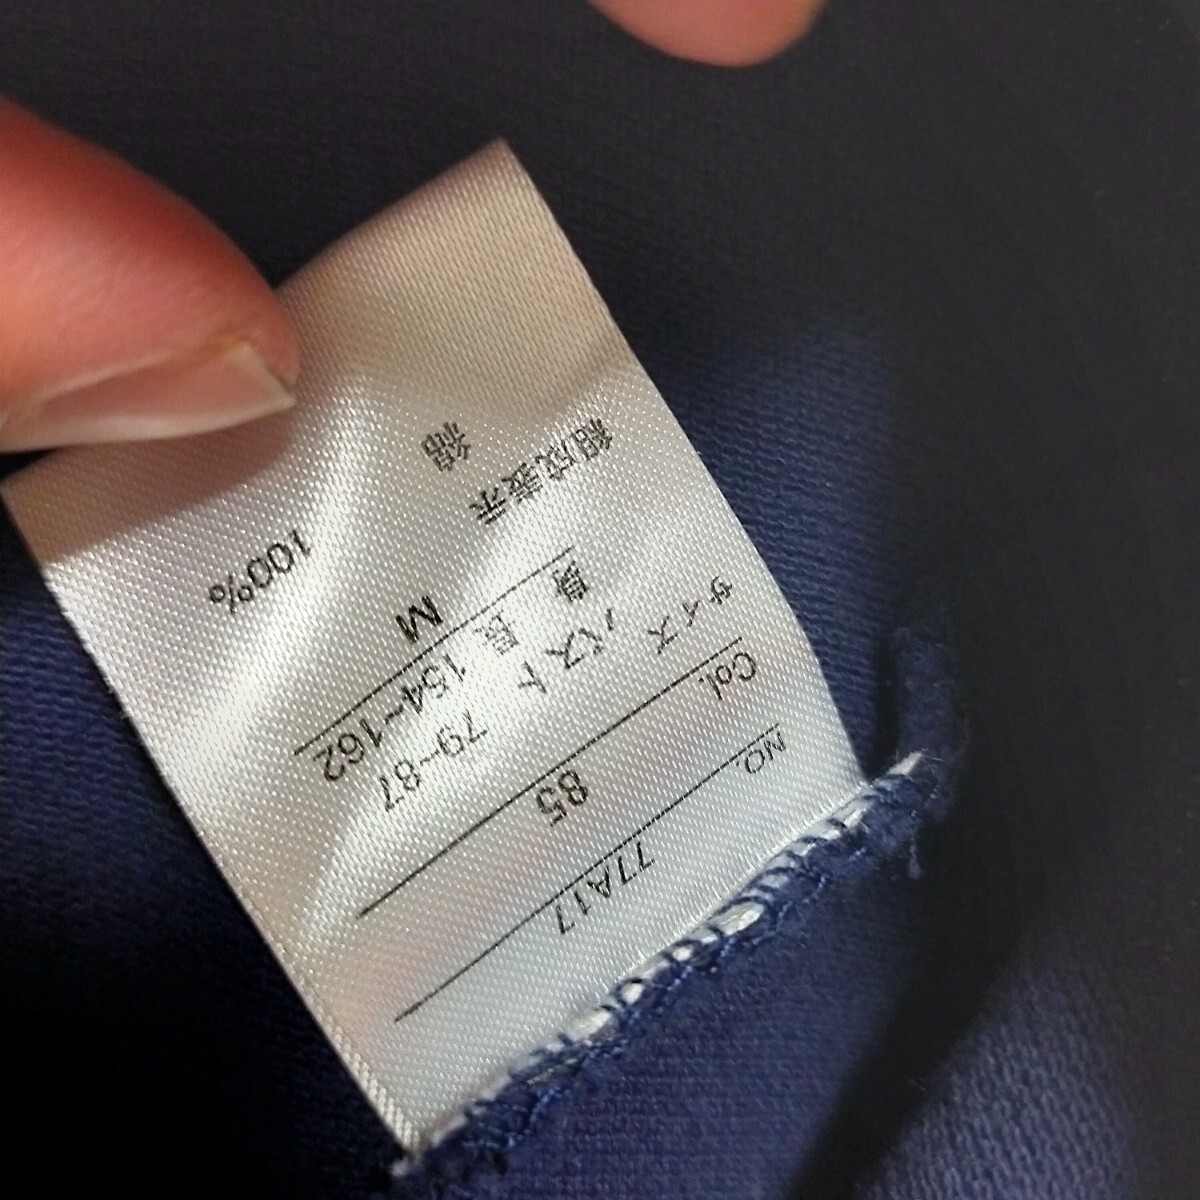 NO 77A17
Col. 85
サイズ
バスト 79~87
身長 154~162
M
組成表示
綿 100%